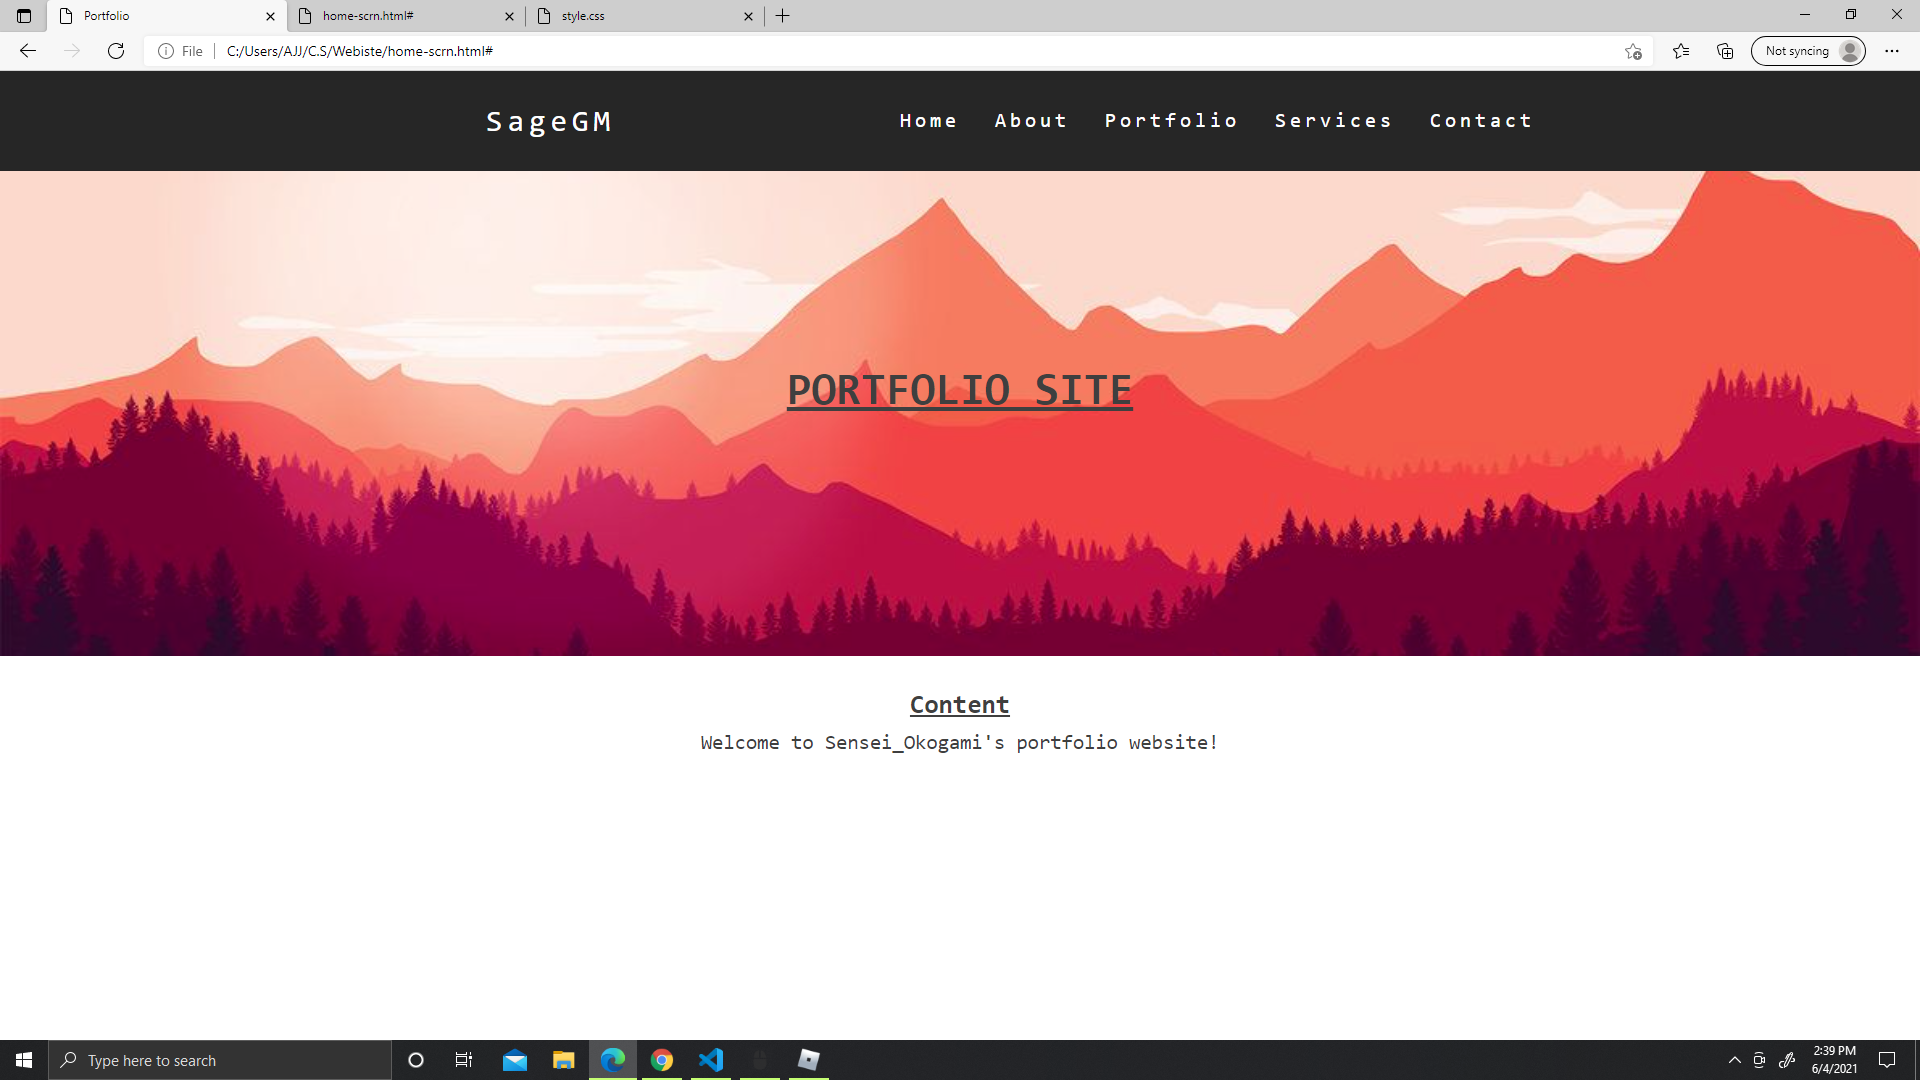 Portfolio
home-scrn.html#
style.css
File
C:/Users/AJJ/C.S/Webiste/home-scrn.html#
Not syncing
SageGM
Home
About
Portfolio
Services
Contact
PORTFOLIO SITE
Content
Welcome to Sensei_Okogami's portfolio website!
Type here to search
2:39 PM
6/4/2021